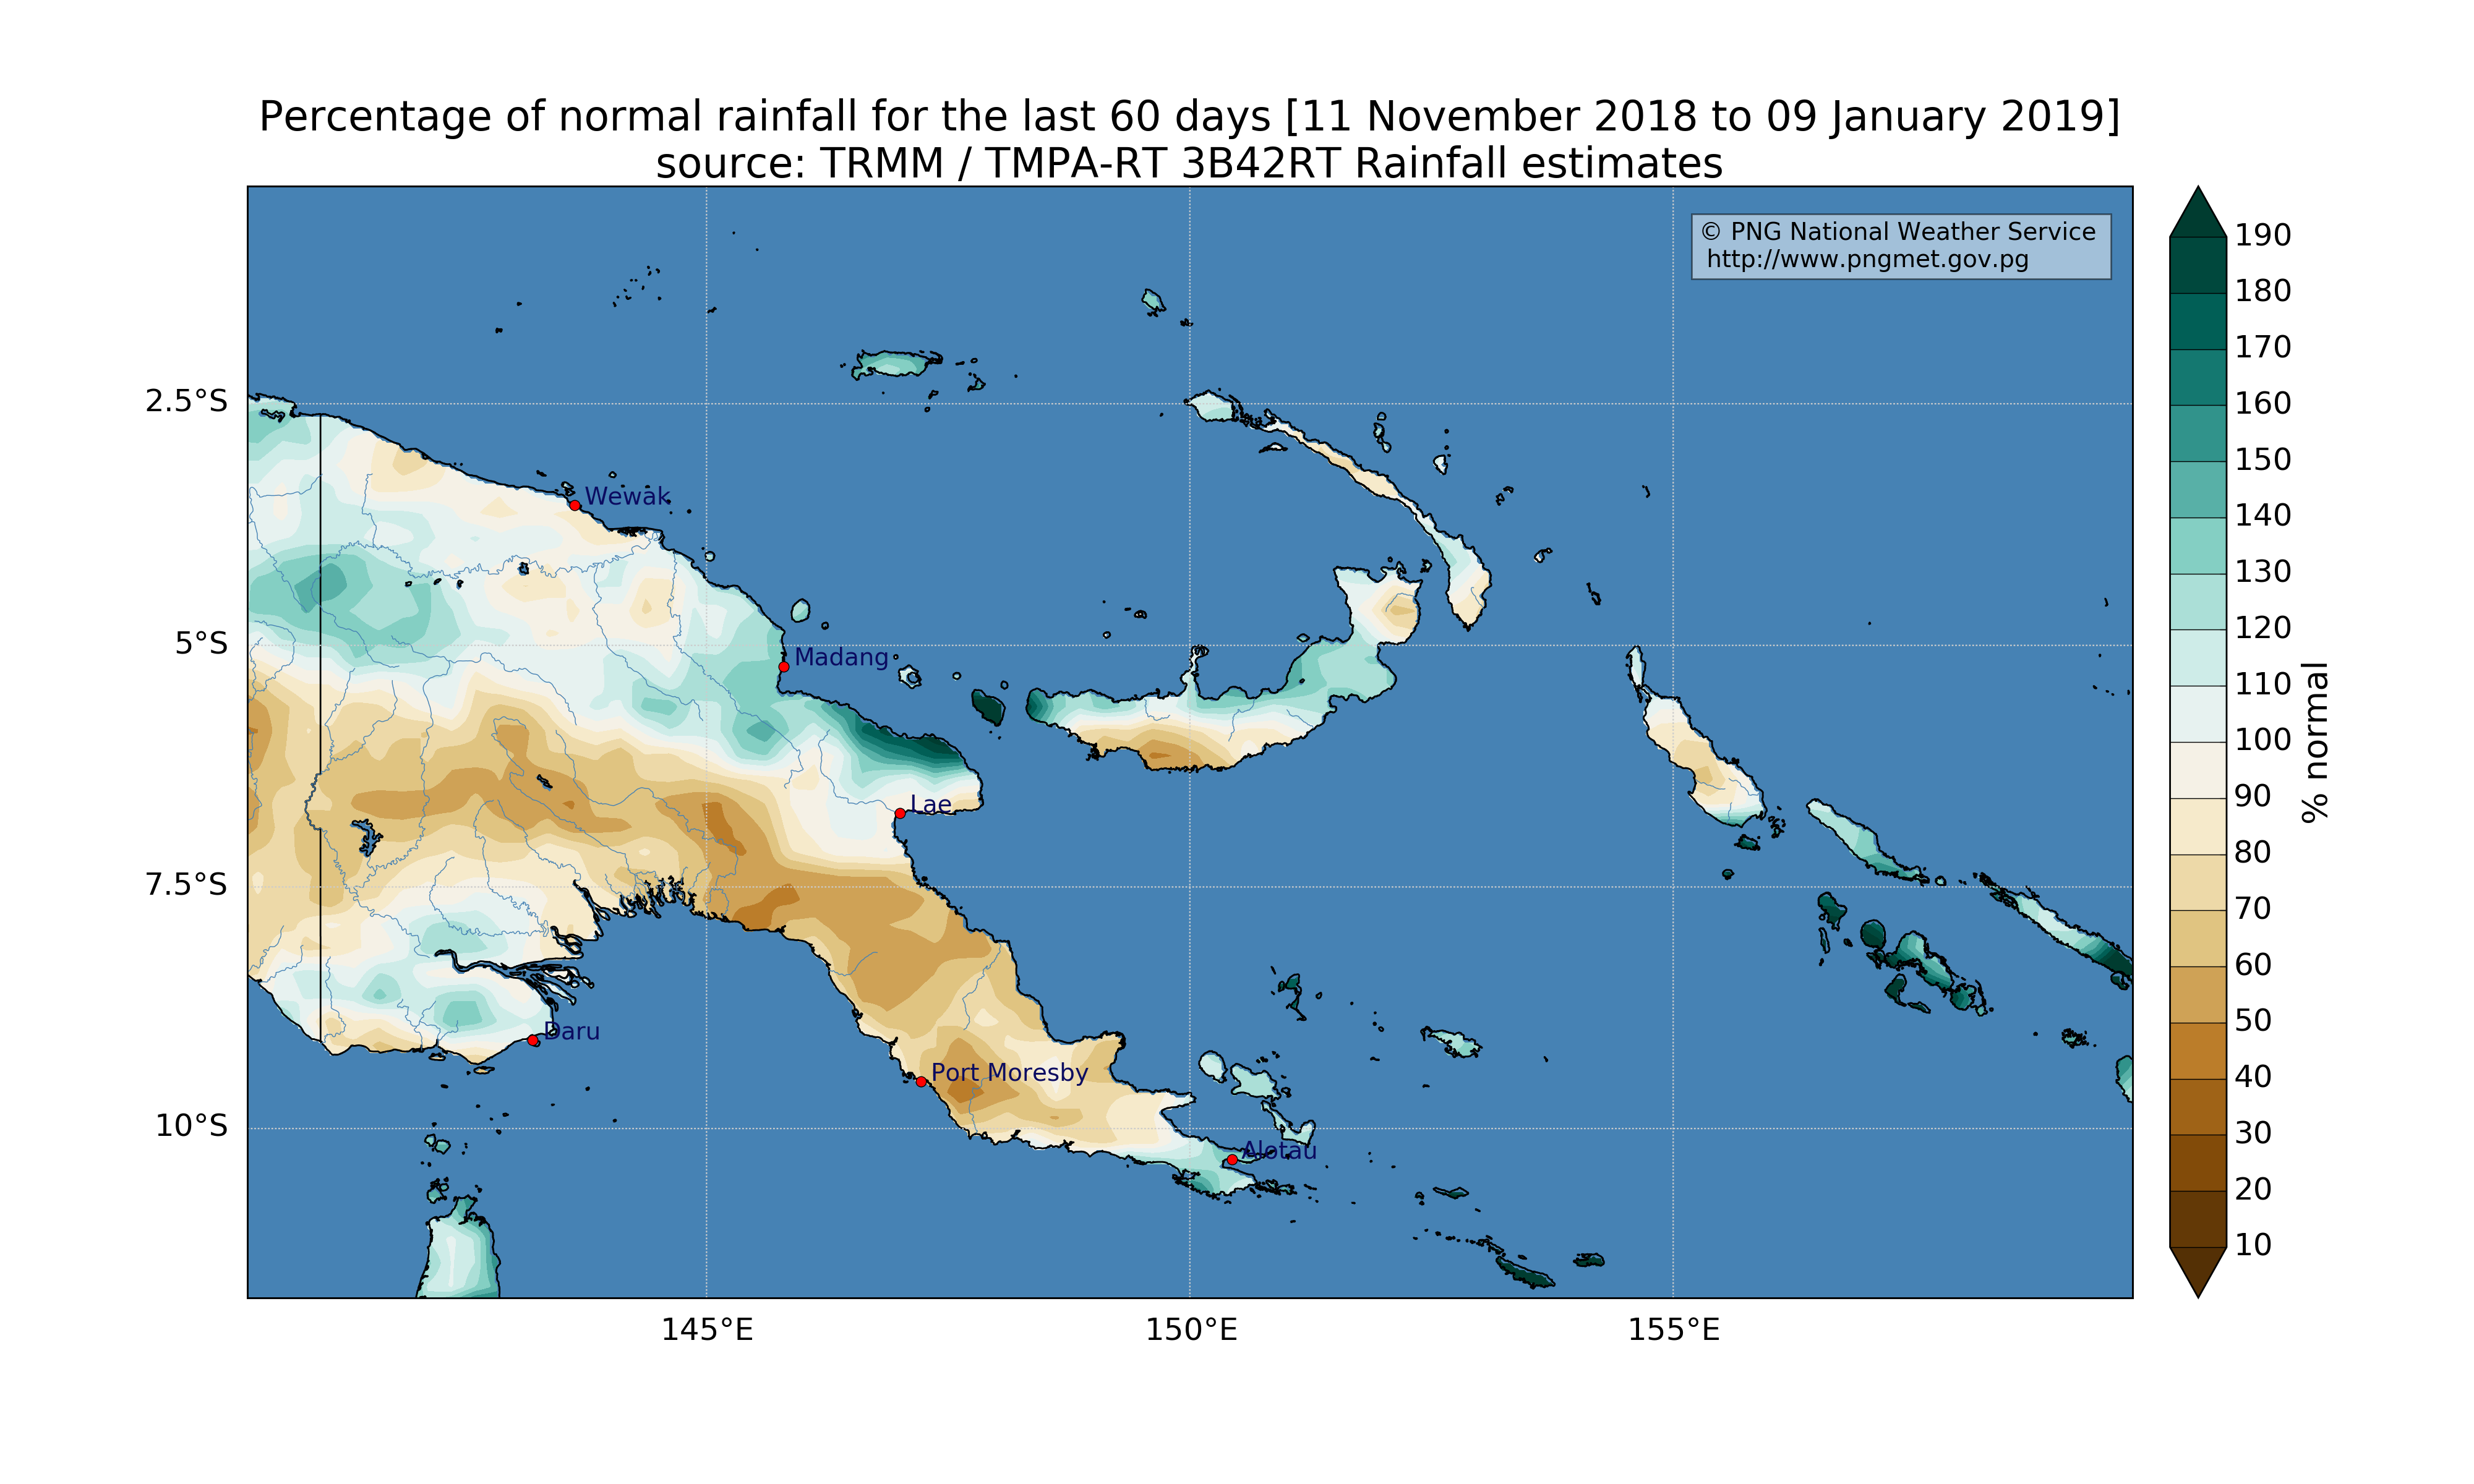 Percentage of normal rainfall for the last 60 days [11 November 2018 to 09 January 2019]
source: TRMM / TMPA-RT 3B42RT Rainfall estimates
© PNG National Weather Service
http://www.pngmet.gov.pg
2.5°S
5°S
7.5°S
10°S
145°E
150°E
155°E
Wewak
Madang
Lae
Daru
Port Moresby
Alotau
190
180
170
160
150
140
130
120
110
100
90
80
70
60
50
40
30
20
10
% normal